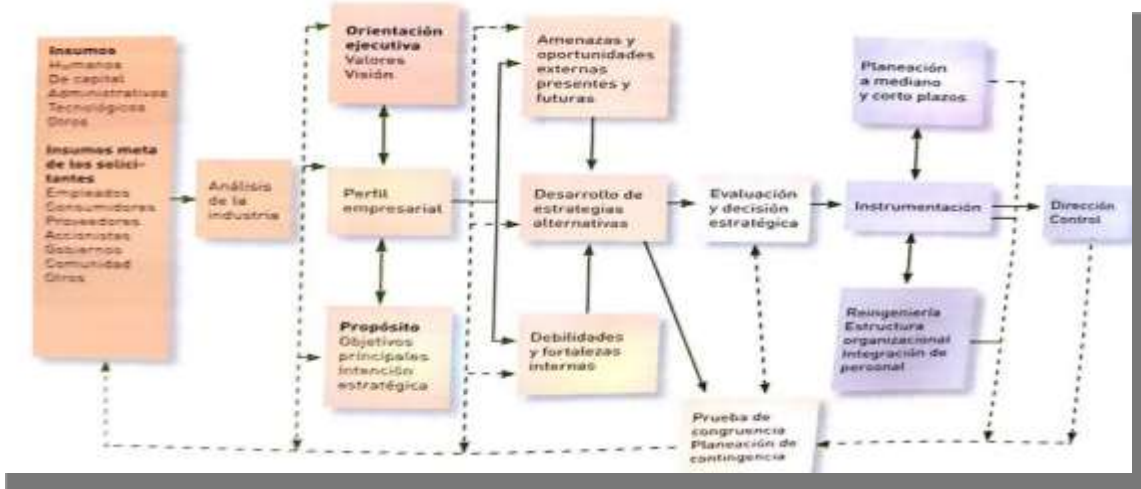 Insumos
Humanos
De capital
Administrativos
Tecnológicos
Otros
Insumos meta
de los solici-
tantes
Empleados
Consumidores
Proveedores
Accionistas
Gobiernos
Comunidad
Otros
Análisis
de la
industria
Orientación
ejecutiva
Valores
Visión
Perfil
empresarial
Propósito
Objetivos
principales
Intención
estratégica
Amenazas y
oportunidades
externas
presentes y
futuras
Desarrollo de
estrategias
alternativas
Debilidades
y fortalezas
internas
Evaluación
y decisión
estratégica
Prueba de
congruencia
Planeación de
contingencia
Planeación
a mediano
y corto plazos
Instrumentación
Reingeniería
Estructura
organizacional
Integración de
personal
Dirección
Control